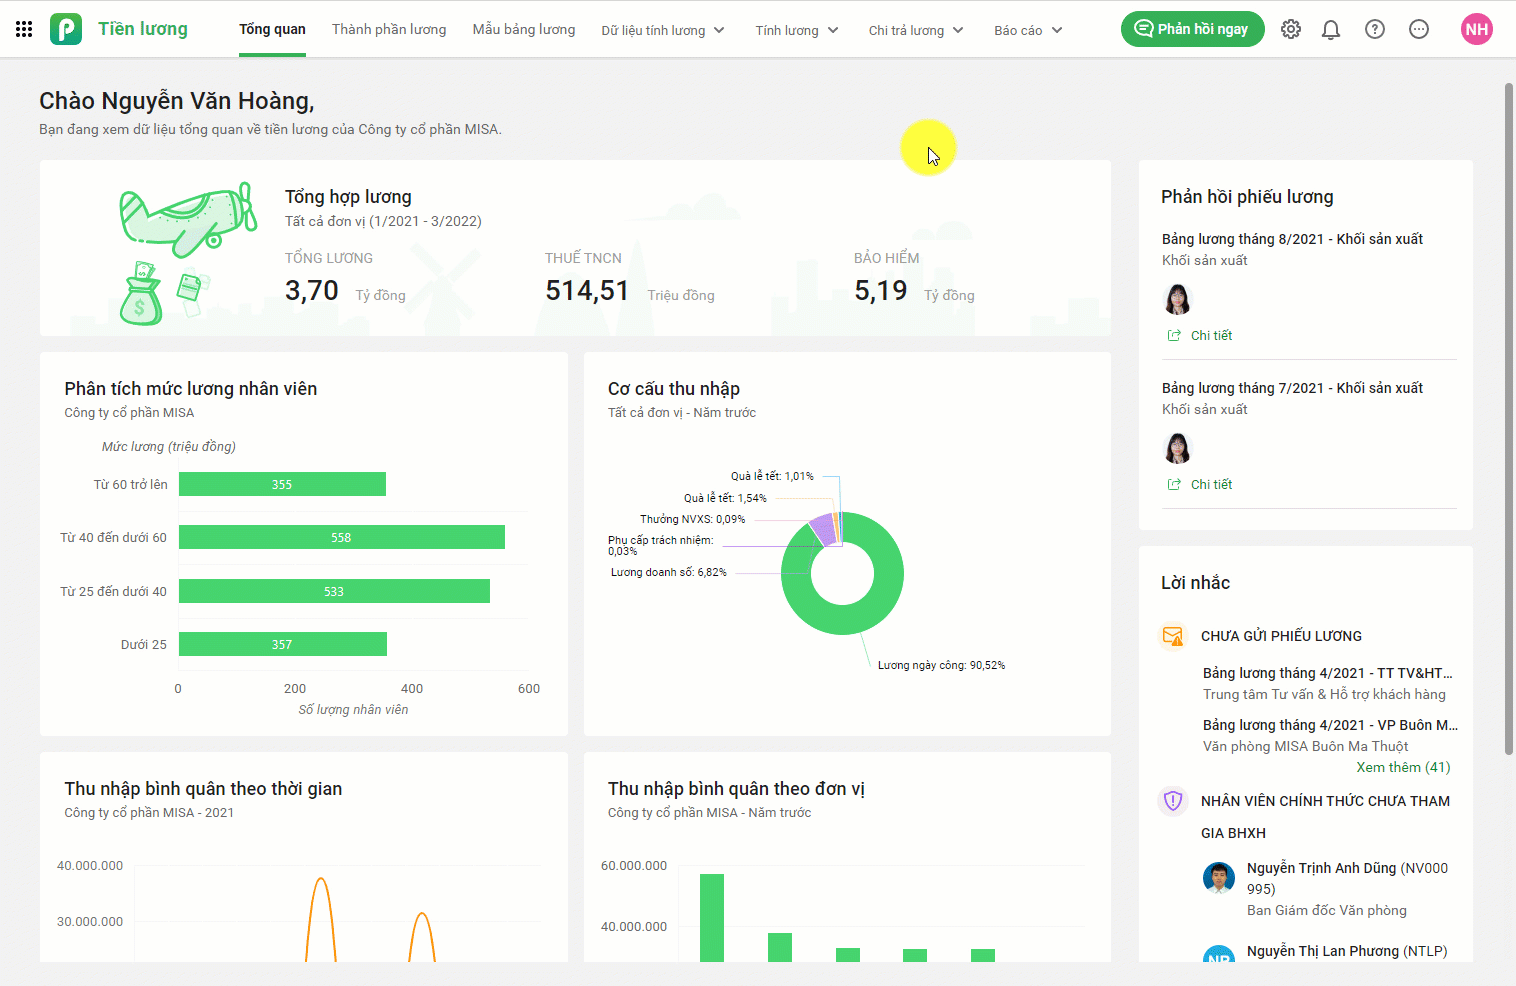 Tiền lương
Tổng quan
Thành phần lương
Mẫu bảng lương
Dữ liệu tính lương
Tính lương
Chi trả lương
Báo cáo
Phản hồi ngay
NH
Chào Nguyễn Văn Hoàng,
Bạn đang xem dữ liệu tổng quan về tiền lương của Công ty cổ phần MISA.
Tổng hợp lương
Tất cả đơn vị (1/2021 - 3/2022)
TỔNG LƯƠNG
3,70 Tỷ đồng
THUẾ TNCN
514,51 Triệu đồng
BẢO HIỂM
5,19 Tỷ đồng
Phân tích mức lương nhân viên
Công ty cổ phần MISA
Mức lương (triệu đồng)
Từ 60 trở lên 355
Từ 40 đến dưới 60 558
Từ 25 đến dưới 40 533
Dưới 25 357
0 200 400 600
Số lượng nhân viên
Cơ cấu thu nhập
Tất cả đơn vị - Năm trước
Quà lễ tết: 1,01%
Quà lễ tết: 1,54%
Thưởng NVXS: 0,09%
Phụ cấp trách nhiệm:
0,03%
Lương doanh số: 6,82%
Lương ngày công: 90,52%
Thu nhập bình quân theo thời gian
Công ty cổ phần MISA - 2021
40.000.000
30.000.000
Thu nhập bình quân theo đơn vị
Công ty cổ phần MISA - Năm trước
60.000.000
40.000.000
Phản hồi phiếu lương
Bảng lương tháng 8/2021 - Khối sản xuất
Khối sản xuất
Chi tiết
Bảng lương tháng 7/2021 - Khối sản xuất
Khối sản xuất
Chi tiết
Lời nhắc
CHƯA GỬI PHIẾU LƯƠNG
Bảng lương tháng 4/2021 - TT TV&HT...
Trung tâm Tư vấn & Hỗ trợ khách hàng
Bảng lương tháng 4/2021 - VP Buôn M...
Văn phòng MISA Buôn Ma Thuột
Xem thêm (41)
NHÂN VIÊN CHÍNH THỨC CHƯA THAM
GIA BHXH
Nguyễn Trịnh Anh Dũng (NV000
995)
Ban Giám đốc Văn phòng
NP
Nguyễn Thị Lan Phương (NTLP)